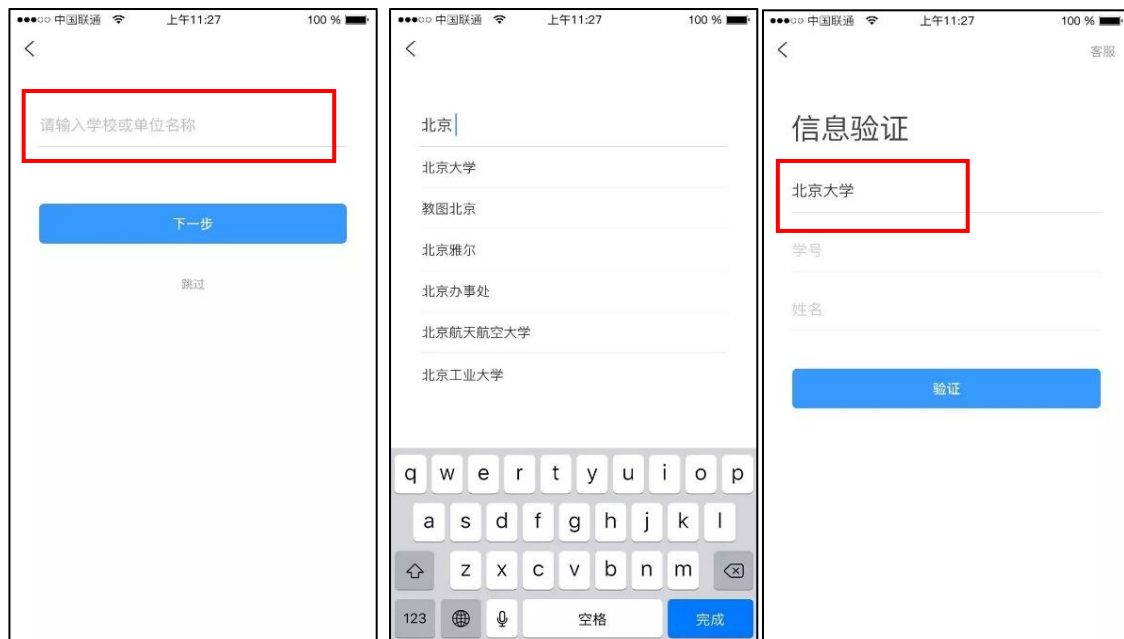 中国联通 上午11:27 100 %
请输入学校或单位名称
下一步
跳过
中国联通 上午11:27 100 %
北京
北京大学
教图北京
北京雅尔
北京办事处
北京航天航空大学
北京工业大学
q w e r t y u i o p
a s d f g h j k l
z x c v b n m
123 空格 完成
中国联通 上午11:27 100 %
客服
信息验证
北京大学
学号
姓名
验证